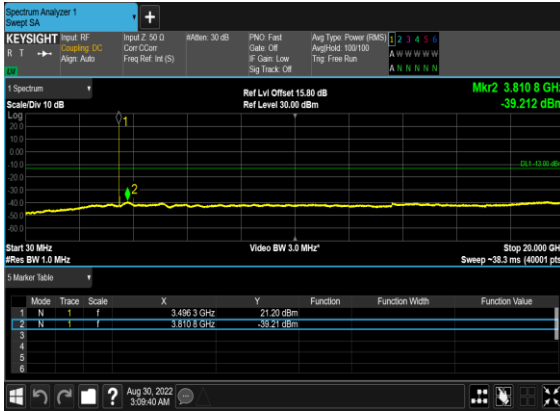 Spectrum Analyzer 1
Swept SA
+
KEYSIGHT Input: RF Input Z: 50 Ω #Atten: 30 dB PNO: Fast Avg Type: Power (RMS) 1 2 3 4 5 6
R T Coupling: DC Corr CCorr Gate: Off Avg|Hold: 100/100 A W W W W W
Align: Auto Freq Ref: Int (S) IF Gain: Low Trig: Free Run
Sig Track: Off A N N N N N
1 Spectrum Ref Lvl Offset 15.80 dB Mkr2 3.810 8 GHz
Scale/Div 10 dB Ref Level 30.00 dBm -39.212 dBm
Log
20.0
10.0
0.00
-10.0
-20.0
-30.0
-40.0
-50.0
-60.0
1
2
DL1 -13.00 dBm
Start 30 MHz Video BW 3.0 MHz* Stop 20.000 GHz
#Res BW 1.0 MHz Sweep ~38.3 ms (40001 pts)
5 Marker Table
Mode Trace Scale X Y Function Function Width Function Value
1 N 1 f 3.496 3 GHz 21.20 dBm
2 N 1 f 3.810 8 GHz -39.21 dBm
3
4
5
6
?
Aug 30, 2022
3:09:40 AM